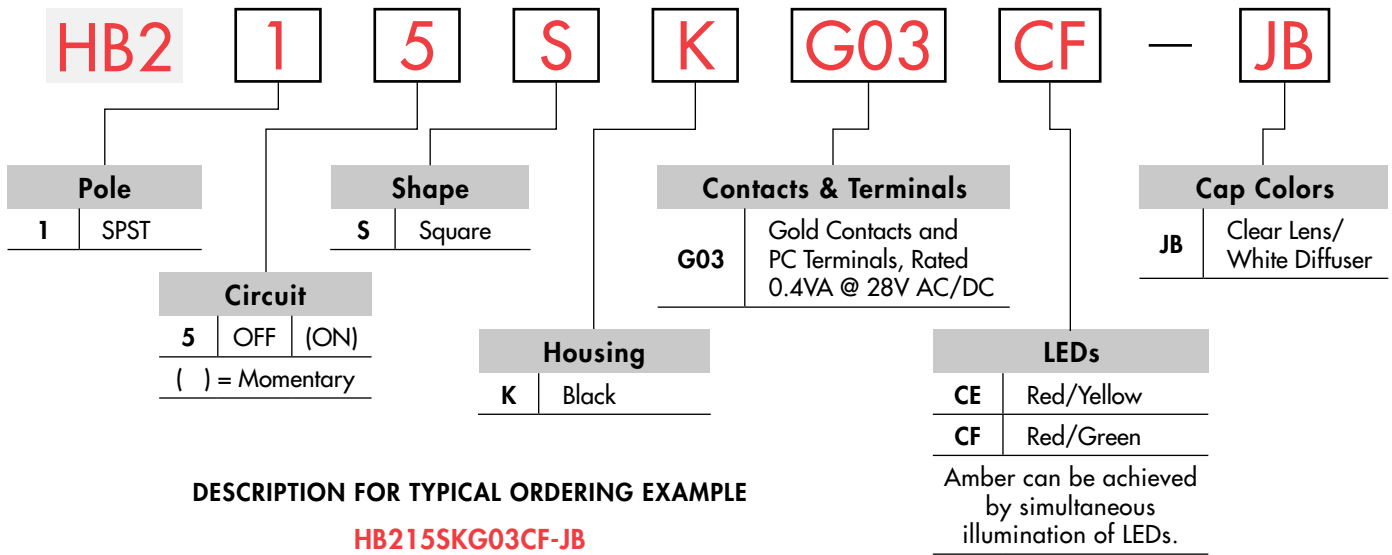 HB2 1 5 S K G03 CF — JB
Pole
1 SPST
Circuit
5 OFF (ON)
( ) = Momentary
Shape
S Square
Housing
K Black
Contacts & Terminals
G03 Gold Contacts and
PC Terminals, Rated
0.4VA @ 28V AC/DC
LEDs
CE Red/Yellow
CF Red/Green
Amber can be achieved
by simultaneous
illumination of LEDs.
Cap Colors
JB Clear Lens/
White Diffuser
DESCRIPTION FOR TYPICAL ORDERING EXAMPLE
HB215SKG03CF-JB